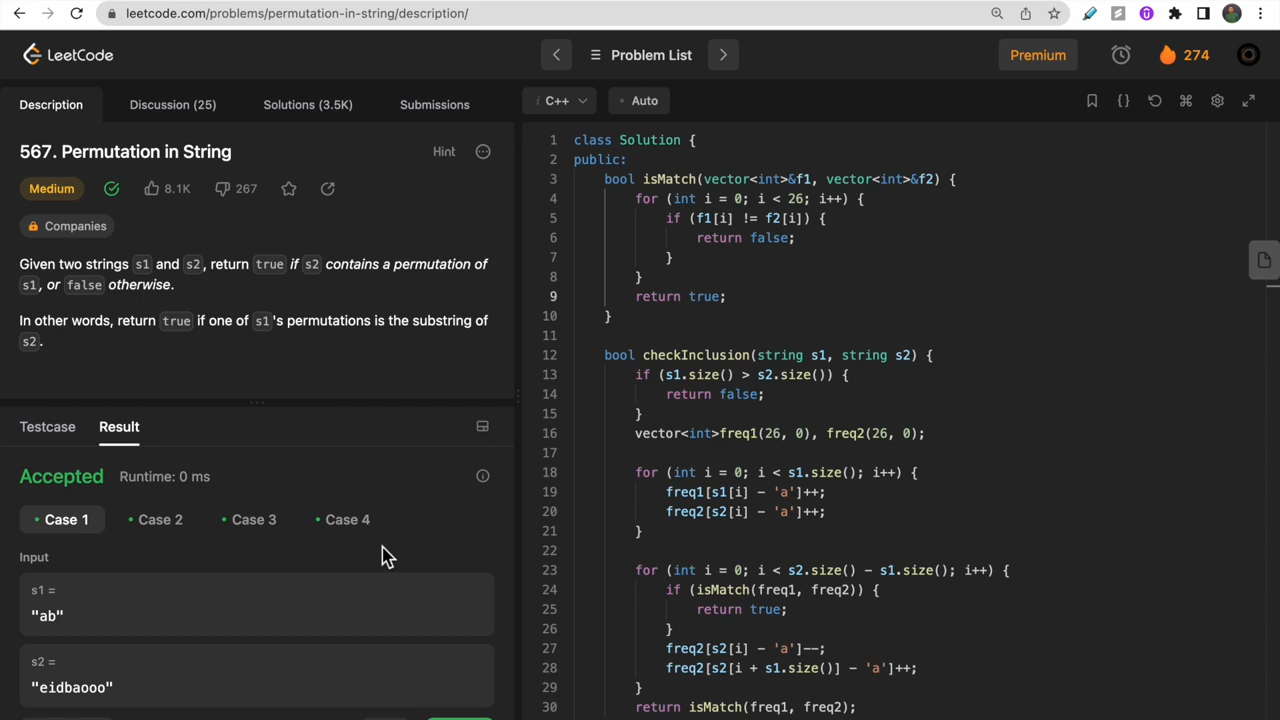 leetcode.com/problems/permutation-in-string/description/
LeetCode
Problem List
Premium
274
Description
Discussion (25)
Solutions (3.5K)
Submissions
567. Permutation in String
Hint
Medium
8.1K
267
Companies
Given two strings s1 and s2, return true if s2 contains a permutation of
s1, or false otherwise.
In other words, return true if one of s1's permutations is the substring of
s2.
Testcase
Result
Accepted
Runtime: 0 ms
• Case 1
• Case 2
• Case 3
• Case 4
Input
s1 =
"ab"
s2 =
"eidbaooo"
i C++
• Auto
1 class Solution {
2 public:
3     bool isMatch(vector<int>&f1, vector<int>&f2) {
4         for (int i = 0; i < 26; i++) {
5             if (f1[i] != f2[i]) {
6                 return false;
7             }
8         }
9         return true;
10     }
11
12     bool checkInclusion(string s1, string s2) {
13         if (s1.size() > s2.size()) {
14             return false;
15         }
16         vector<int>freq1(26, 0), freq2(26, 0);
17
18         for (int i = 0; i < s1.size(); i++) {
19             freq1[s1[i] - 'a']++;
20             freq2[s2[i] - 'a']++;
21         }
22
23         for (int i = 0; i < s2.size() - s1.size(); i++) {
24             if (isMatch(freq1, freq2)) {
25                 return true;
26             }
27             freq2[s2[i] - 'a']--;
28             freq2[s2[i + s1.size()] - 'a']++;
29         }
30         return isMatch(freq1, freq2);